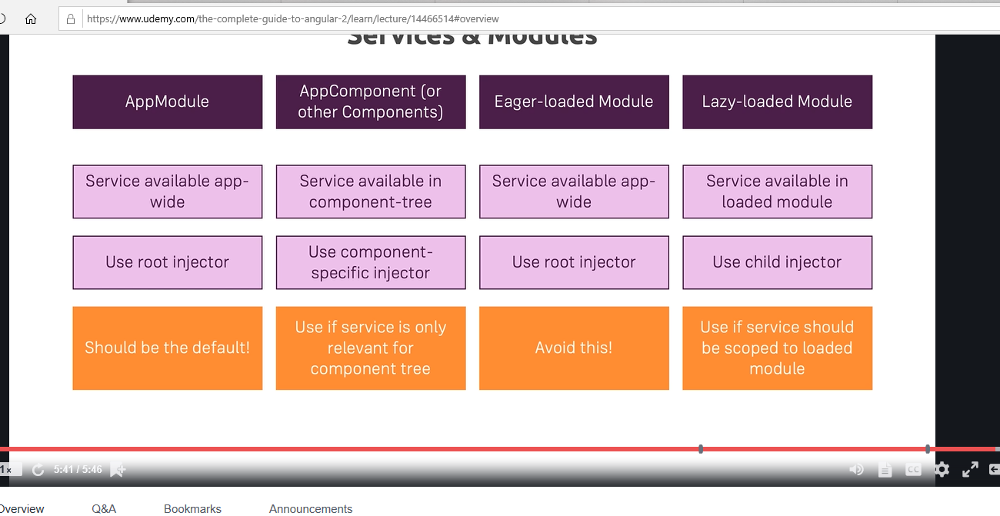 https://www.udemy.com/the-complete-guide-to-angular-2/learn/lecture/14466514#overview
Services & Modules
AppModule
AppComponent (or
other Components)
Eager-loaded Module
Lazy-loaded Module
Service available app-
wide
Service available in
component-tree
Service available app-
wide
Service available in
loaded module
Use root injector
Use component-
specific injector
Use root injector
Use child injector
Should be the default!
Use if service is only
relevant for
component tree
Avoid this!
Use if service should
be scoped to loaded
module
1x
5:41 / 5:46
CC
Overview
Q&A
Bookmarks
Announcements